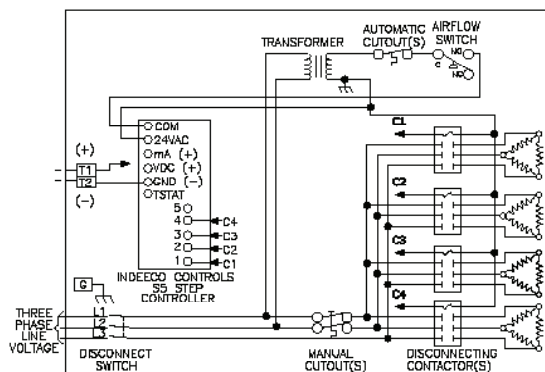 AUTOMATIC
CUTOUT(S)
AIRFLOW
SWITCH
TRANSFORMER
NO
C
NC
COM
24VAC
mA (+)
VDC (+)
GND (-)
TSTAT
5
4
3
2
1
C4
C3
C2
C1
(+)
T1
T2
(-)
INDEECO CONTROLS
S5 STEP
CONTROLLER
G
C1
C2
C3
C4
THREE
PHASE
LINE
VOLTAGE
L1
L2
L3
DISCONNECT
SWITCH
MANUAL
CUTOUT(S)
DISCONNECTING
CONTACTOR(S)